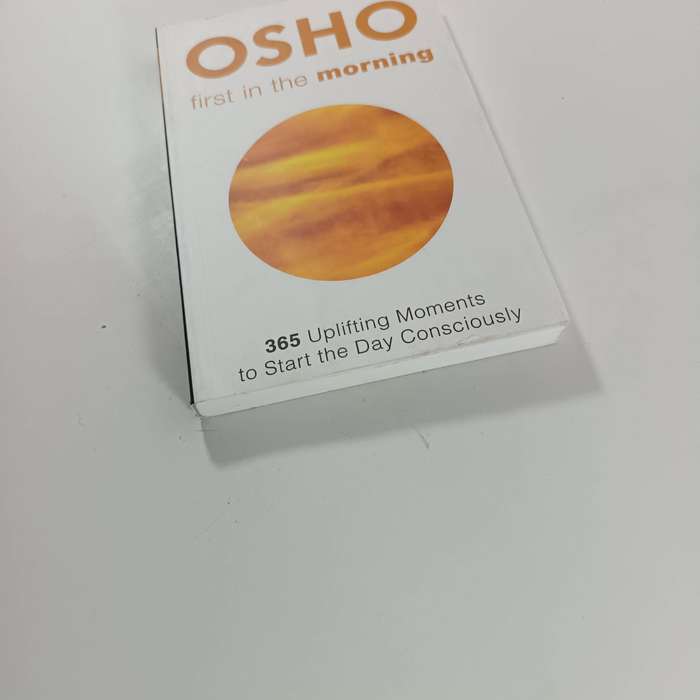 OSHO
first in the morning
365 Uplifting Moments
to Start the Day Consciously